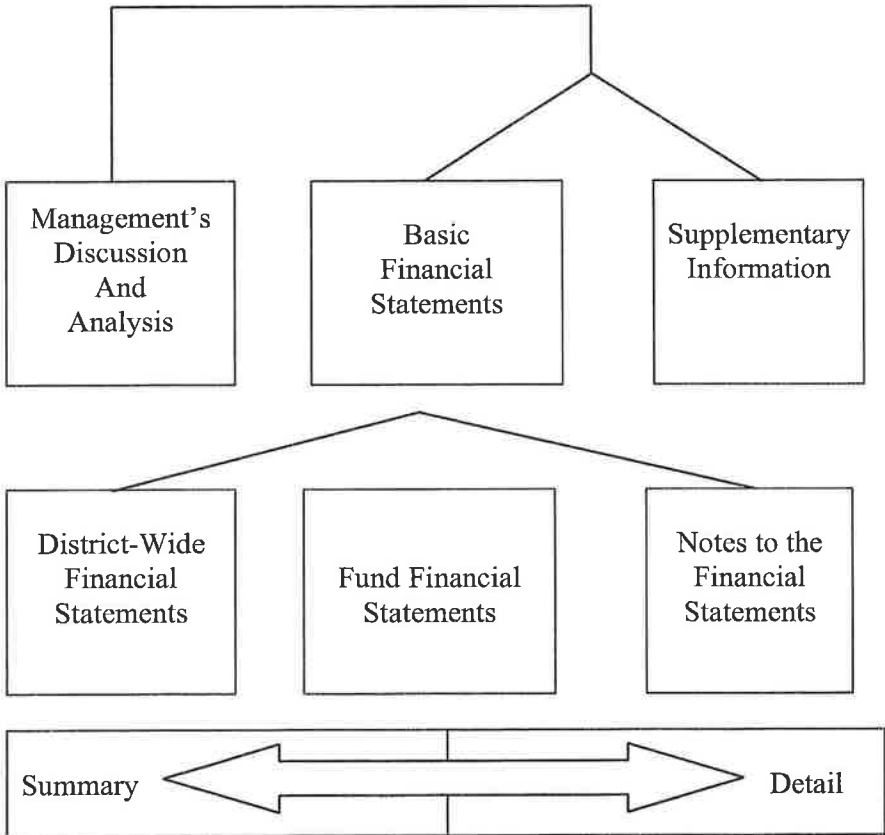 Management’s
Discussion
And
Analysis
Basic
Financial
Statements
Supplementary
Information
District-Wide
Financial
Statements
Fund Financial
Statements
Notes to the
Financial
Statements
Summary
Detail